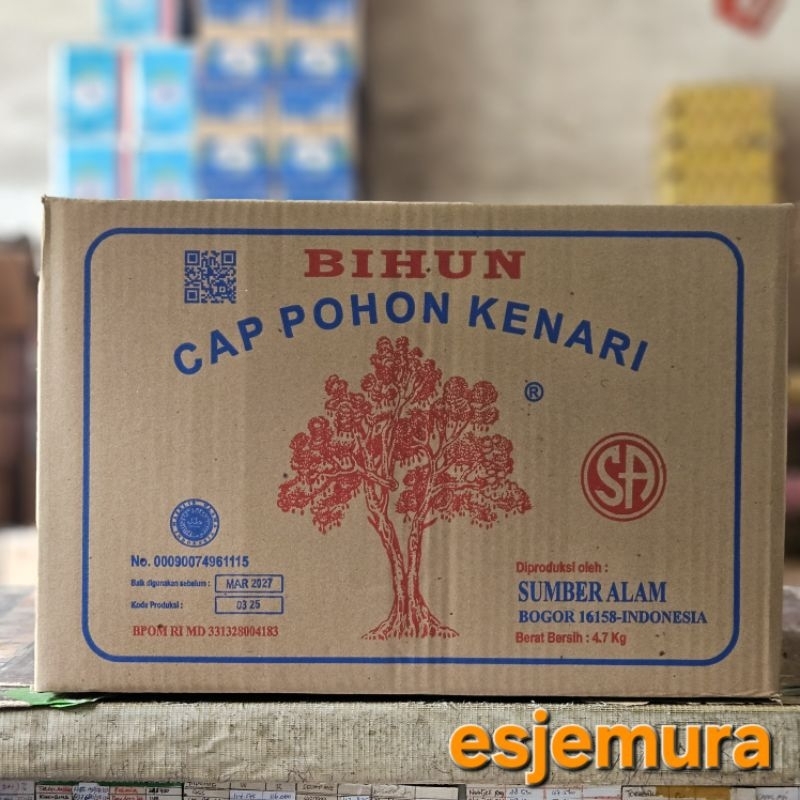 BIHUN
CAP POHON KENARI
®
SA
No. 00090074961115
Baik digunakan sebelum : MAR 2027
Kode Produksi : 03 25
BPOM RI MD 331328004183
Diproduksi oleh :
SUMBER ALAM
BOGOR 16158-INDONESIA
Berat Bersih : 4.7 Kg
esjemura